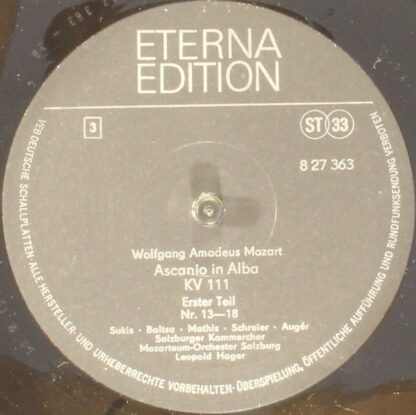 ETERNA
EDITION
3
ST 33
8 27 363
Wolfgang Amadeus Mozart
Ascanio in Alba
KV 111
Erster Teil
Nr. 13—18
Sukis · Baltsa · Mathis · Schreier · Augér
Salzburger Kammerchor
Mozarteum-Orchester Salzburg
Leopold Hager
VEB DEUTSCHE SCHALLPLATTEN · ALLE HERSTELLER- UND URHEBERRECHTE VORBEHALTEN · ÜBERSPIELUNG, ÖFFENTLICHE AUFFÜHRUNG UND RUNDFUNKSENDUNG VERBOTEN